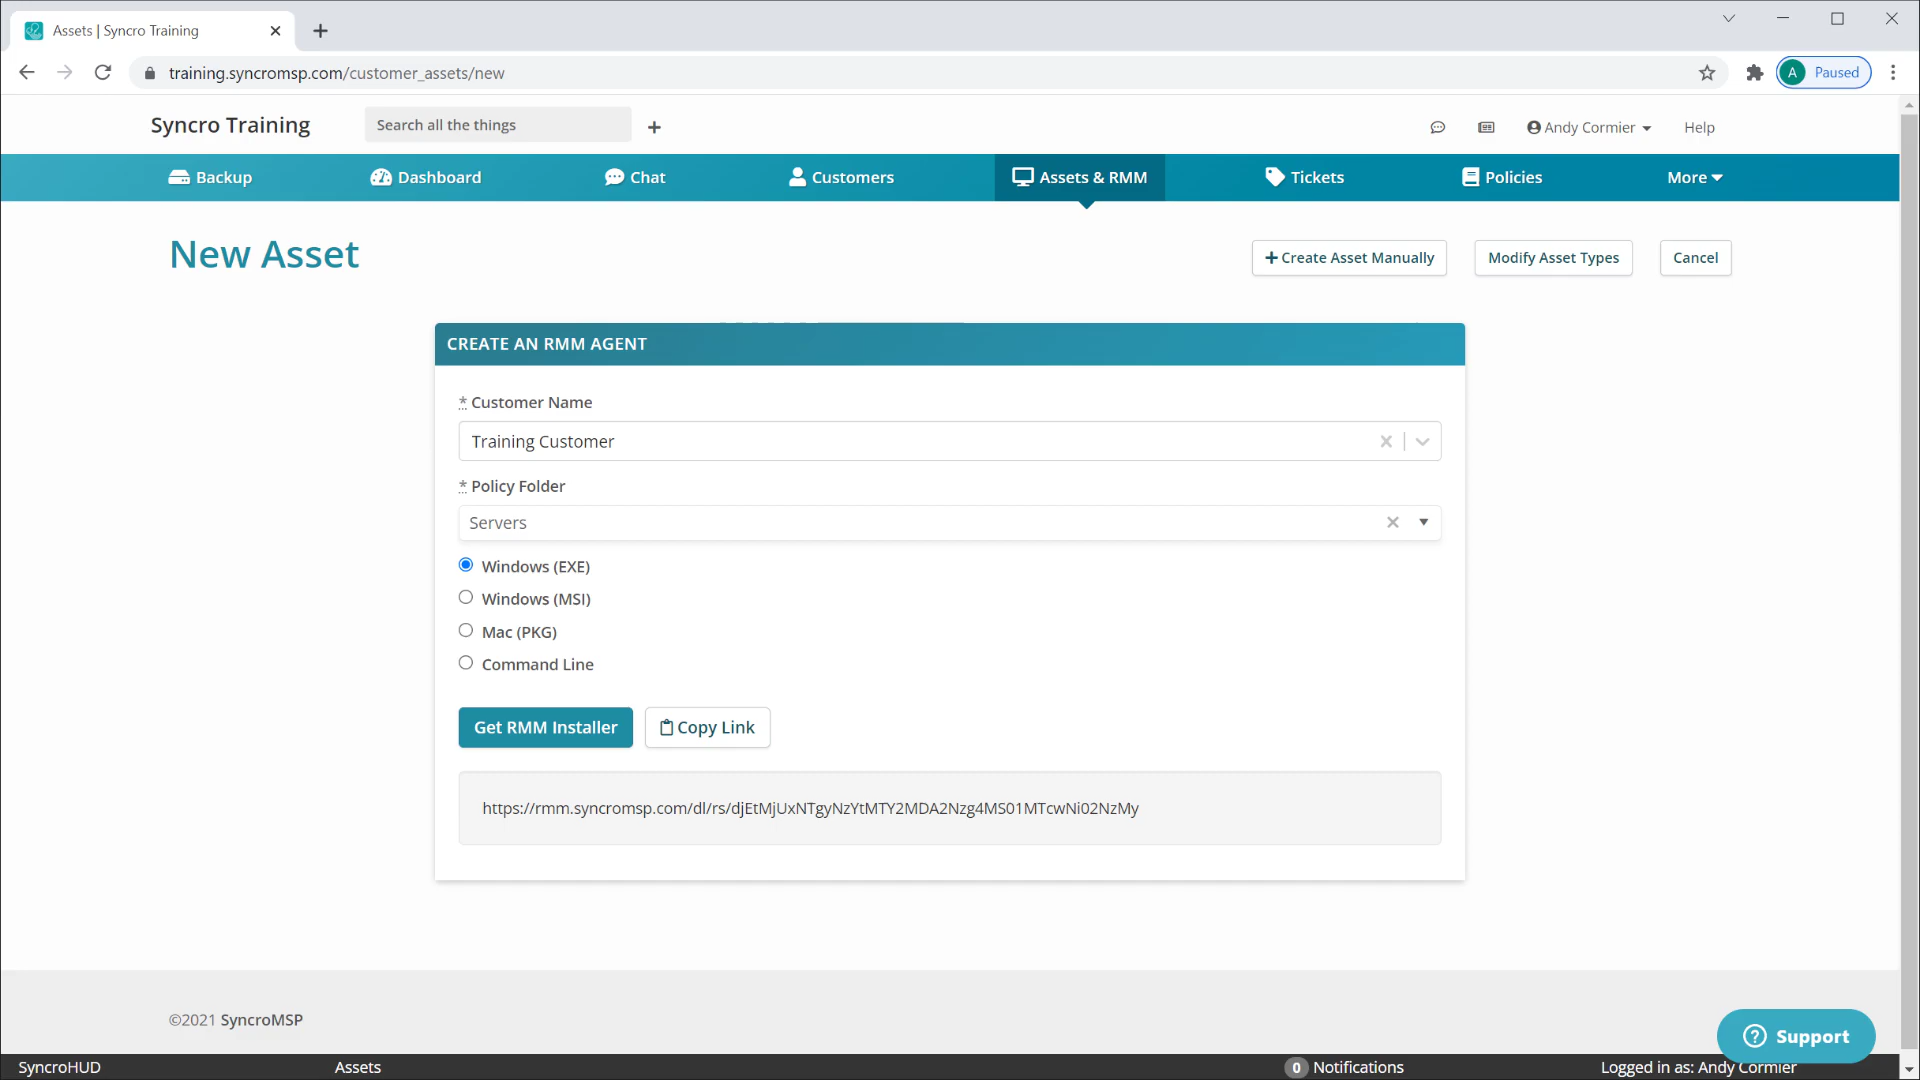 Assets | Syncro Training
training.syncromsp.com/customer_assets/new
A Paused
Syncro Training
Search all the things
Andy Cormier
Help
Backup
Dashboard
Chat
Customers
Assets & RMM
Tickets
Policies
More
New Asset
Create Asset Manually
Modify Asset Types
Cancel
CREATE AN RMM AGENT
* Customer Name
Training Customer
* Policy Folder
Servers
Windows (EXE)
Windows (MSI)
Mac (PKG)
Command Line
Get RMM Installer
Copy Link
https://rmm.syncromsp.com/dl/rs/djEtMjUxNTgyNzYtMTY2MDA2Nzg4MS01MTcwNi02NzMy
©2021 SyncroMSP
Support
SyncroHUD
Assets
0 Notifications
Logged in as: Andy Cormier